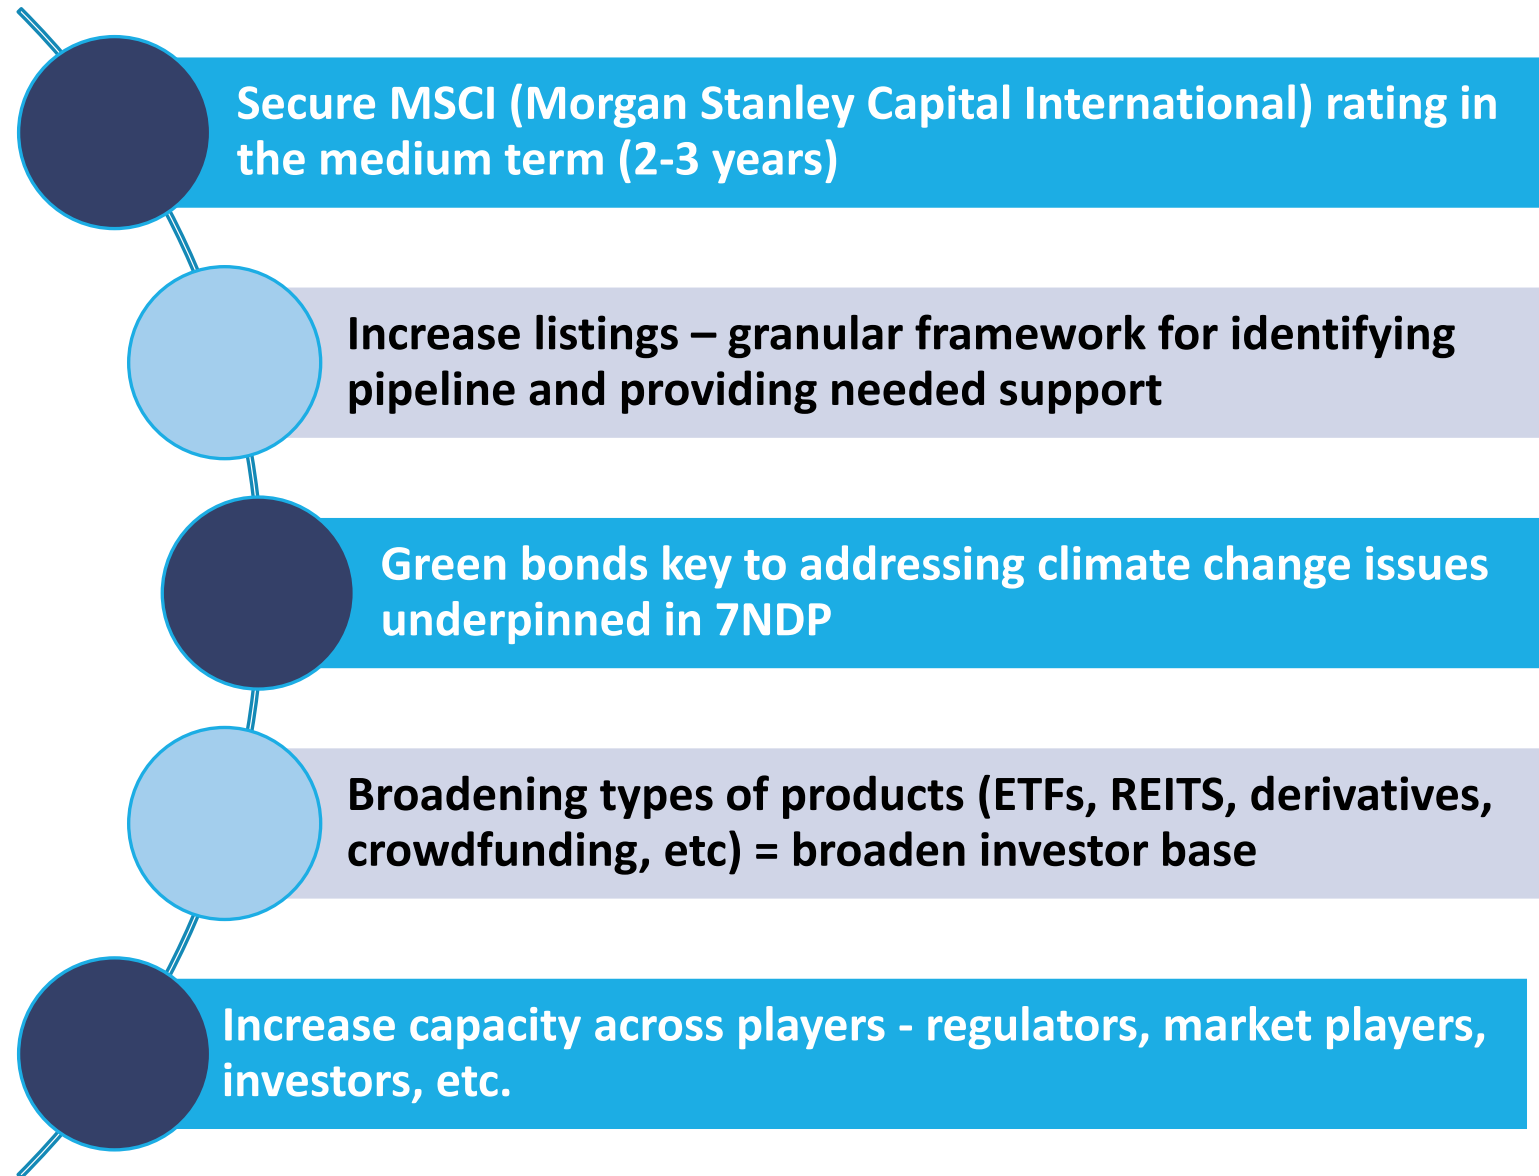 Secure MSCI (Morgan Stanley Capital International) rating in
the medium term (2-3 years)
Increase listings – granular framework for identifying
pipeline and providing needed support
Green bonds key to addressing climate change issues
underpinned in 7NDP
Broadening types of products (ETFs, REITS, derivatives,
crowdfunding, etc) = broaden investor base
Increase capacity across players - regulators, market players,
investors, etc.